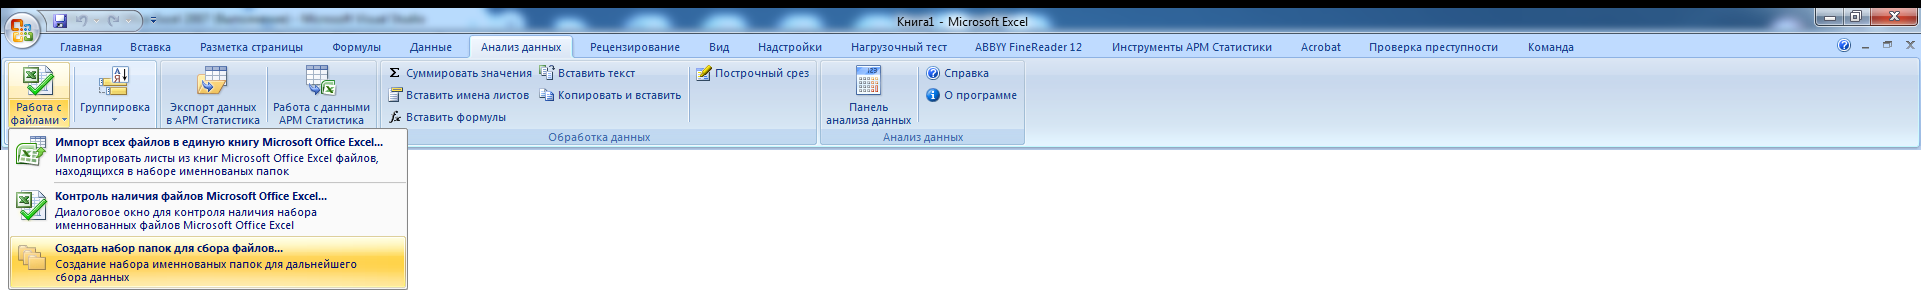 Книга1 - Microsoft Excel
Главная Вставка Разметка страницы Формулы Данные Анализ данных Рецензирование Вид Надстройки Нагрузочный тест ABBYY FineReader 12 Инструменты АРМ Статистики Acrobat Проверка преступности Команда
Работа с
файлами
Группировка
Экспорт данных
в АРМ Статистика
Работа с данными
АРМ Статистика
Суммировать значения
Вставить имена листов
Вставить формулы
Вставить текст
Копировать и вставить
Построчный срез
Обработка данных
Панель
анализа данных
Справка
О программе
Анализ данных
Импорт всех файлов в единую книгу Microsoft Office Excel...
Импортировать листы из книг Microsoft Office Excel файлов,
находящихся в наборе именнованых папок
Контроль наличия файлов Microsoft Office Excel...
Диалоговое окно для контроля наличия набора
именнованных файлов Microsoft Office Excel
Создать набор папок для сбора файлов...
Создание набора именнованых папок для дальнейшего
сбора данных